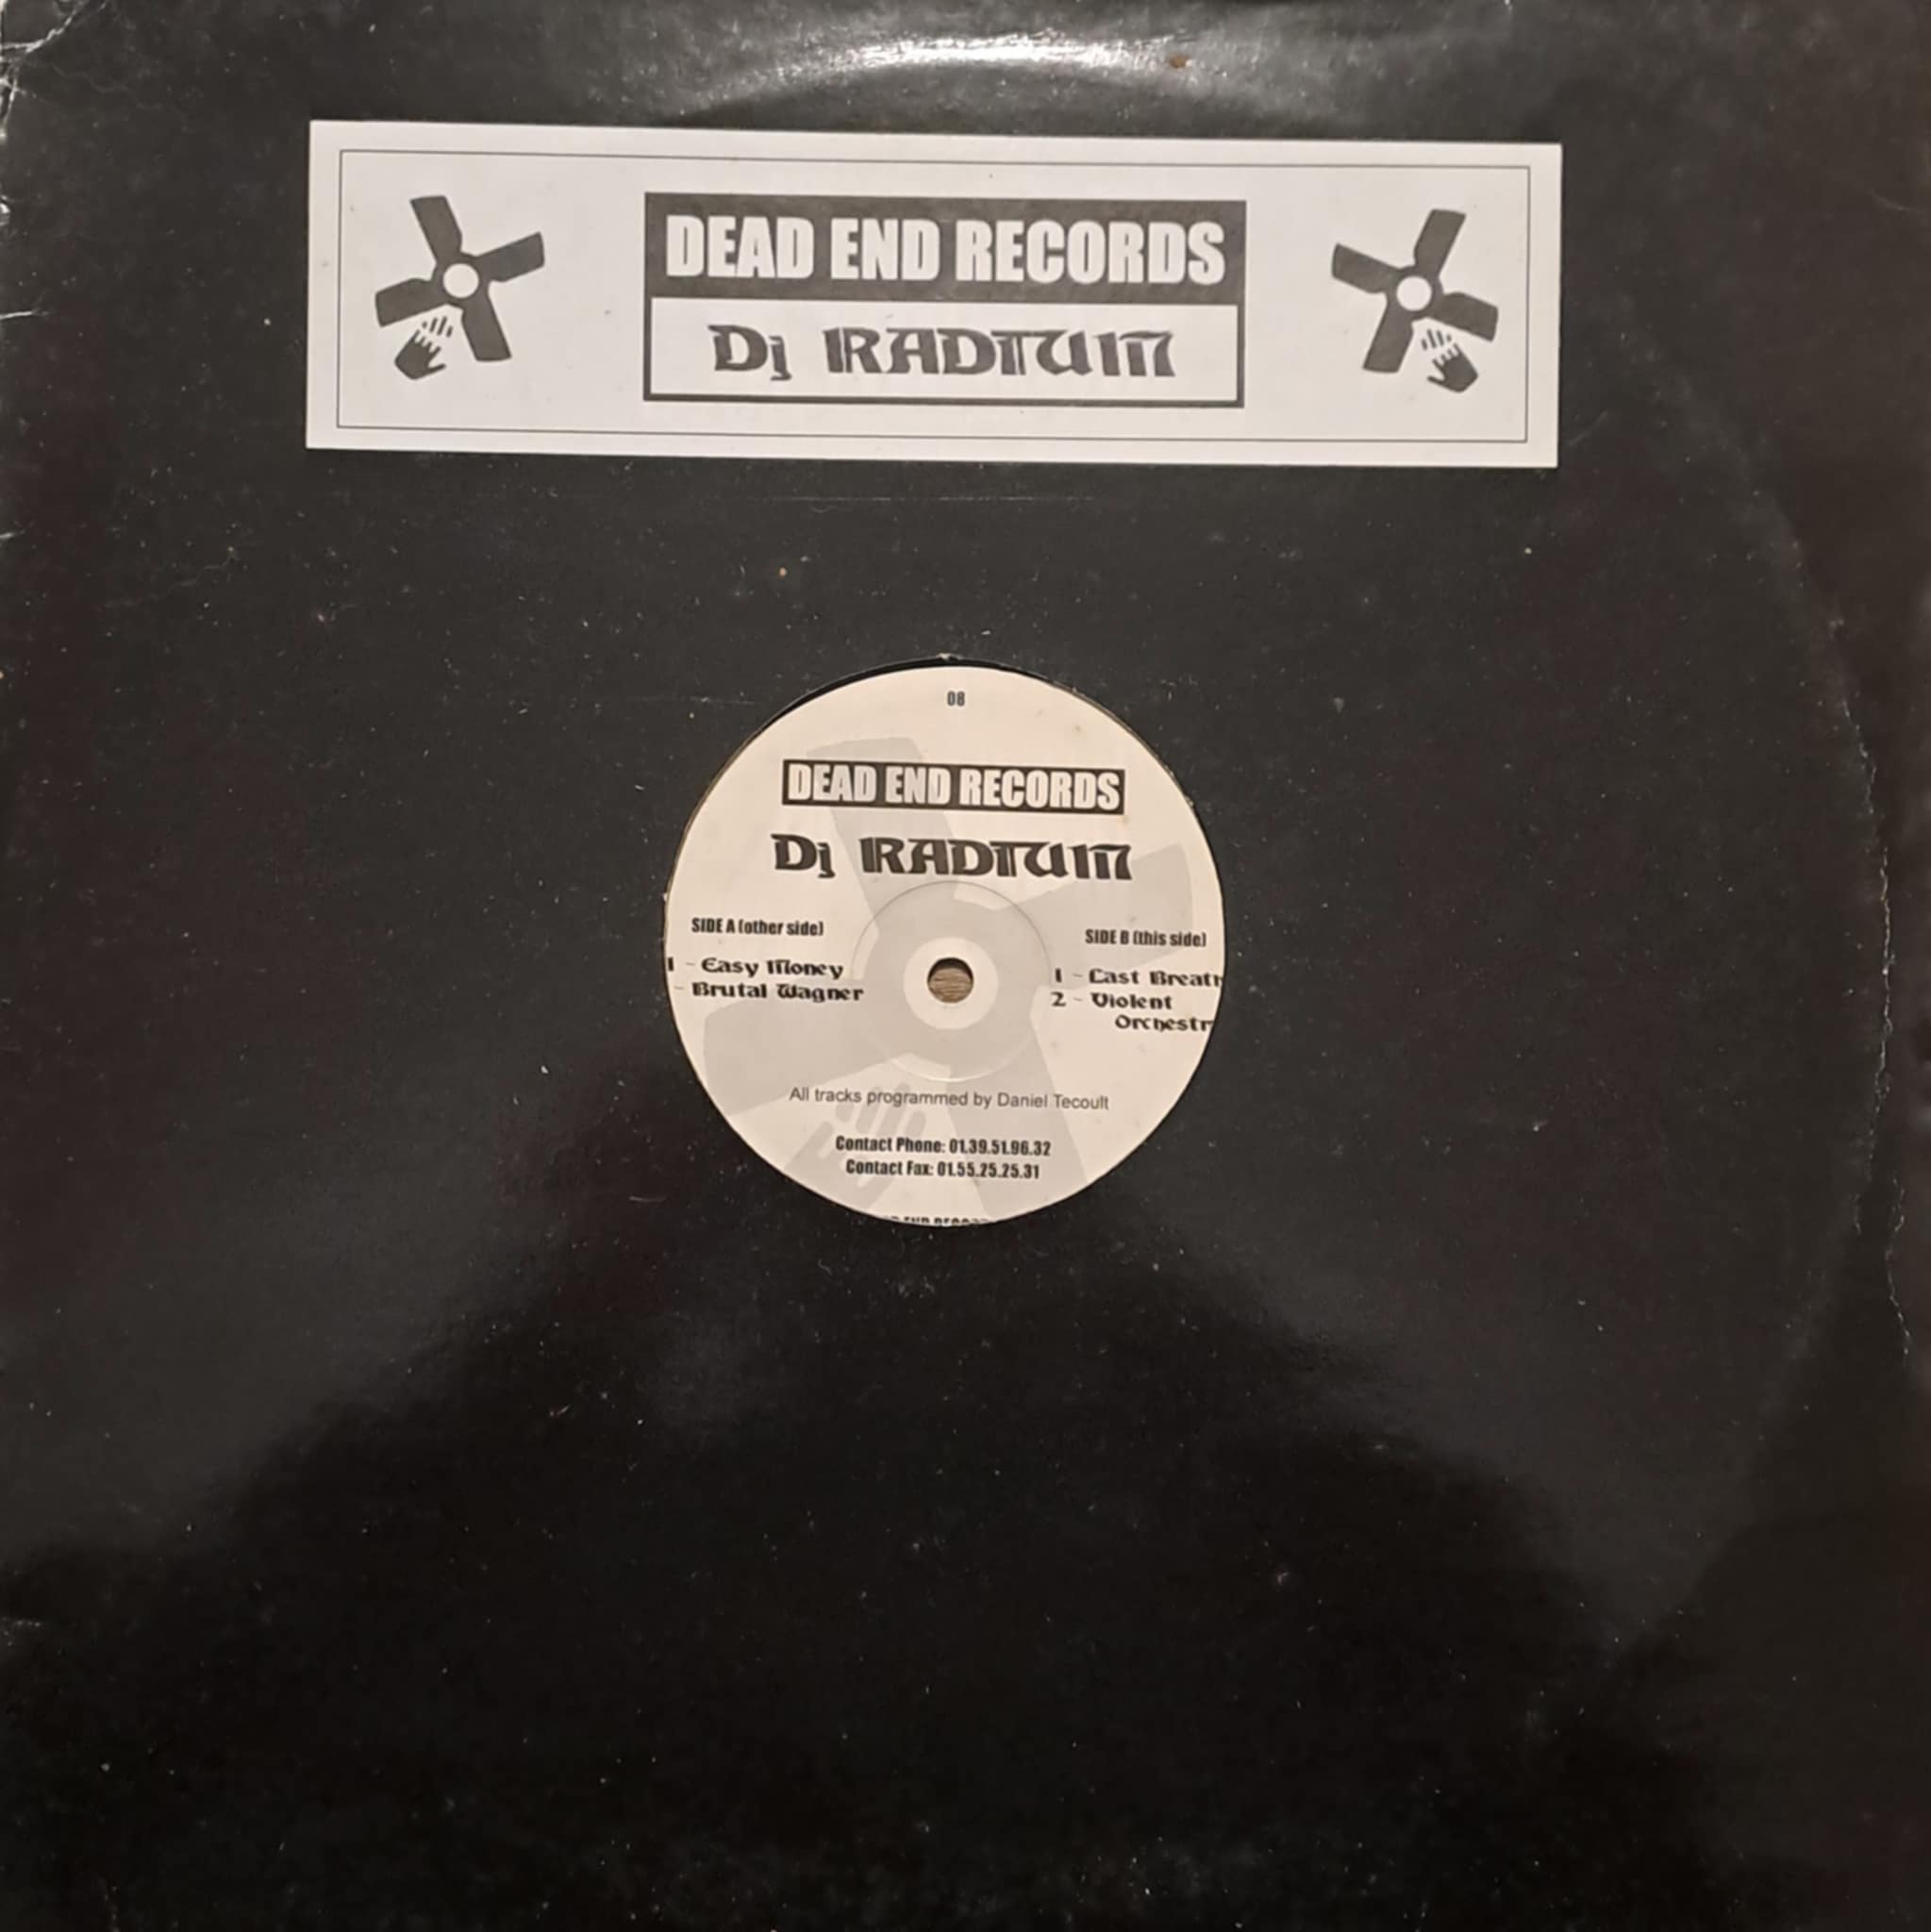 DEAD END RECORDS
Dj RADIUM
08
DEAD END RECORDS
Dj RADIUM
SIDE A (other side)
1 - Easy Money
- Brutal Wagner
SIDE B (this side)
1 - Last Breath
2 - Violent
Orchestr
All tracks programmed by Daniel Tecoult
Contact Phone: 01.39.51.96.32
Contact Fax: 01.55.25.25.31